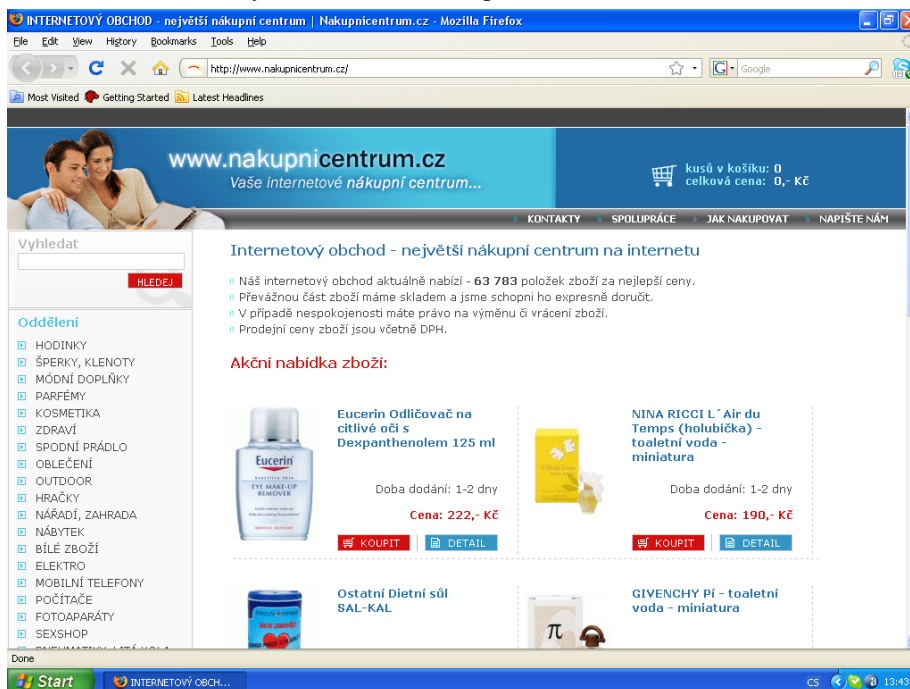 INTERNETOVÝ OBCHOD - největší nákupní centrum | Nakupnicentrum.cz - Mozilla Firefox
File Edit View History Bookmarks Tools Help
http://www.nakupnicentrum.cz/
G Google
Most Visited Getting Started Latest Headlines
www.nakupnicentrum.cz
Vaše internetové nákupní centrum...
kusů v košíku: 0
celková cena: 0,- Kč
KONTAKTY SPOLUPRÁCE JAK NAKUPOVAT NAPIŠTE NÁM
Vyhledat
HLEDEJ
Oddělení
HODINKY
ŠPERKY, KLENOTY
MÓDNÍ DOPLŇKY
PARFÉMY
KOSMETIKA
ZDRAVÍ
SPODNÍ PRÁDLO
OBLEČENÍ
OUTDOOR
HRAČKY
NÁŘADÍ, ZAHRADA
NÁBYTEK
BÍLÉ ZBOŽÍ
ELEKTRO
MOBILNÍ TELEFONY
POČÍTAČE
FOTOAPARÁTY
SEXSHOP
Internetový obchod - největší nákupní centrum na internetu
Náš internetový obchod aktuálně nabízí - 63 783 položek zboží za nejlepší ceny.
Převážnou část zboží máme skladem a jsme schopni ho expresně doručit.
V případě nespokojenosti máte právo na výměnu či vrácení zboží.
Prodejní ceny zboží jsou včetně DPH.
Akční nabídka zboží:
Eucerin
EYE MAKE-UP
REMOVER
Eucerin Odličovač na
citlivé oči s
Dexpanthenolem 125 ml
Doba dodání: 1-2 dny
Cena: 222,- Kč
KOUPIT DETAIL
NINA RICCI L´Air du
Temps (holubička) -
toaletní voda -
miniatura
Doba dodání: 1-2 dny
Cena: 190,- Kč
KOUPIT DETAIL
Ostatní Dietní sůl
SAL-KAL
π
GIVENCHY Pí - toaletní
voda - miniatura
Done
Start INTERNETOVÝ OBCH... CS 13:43